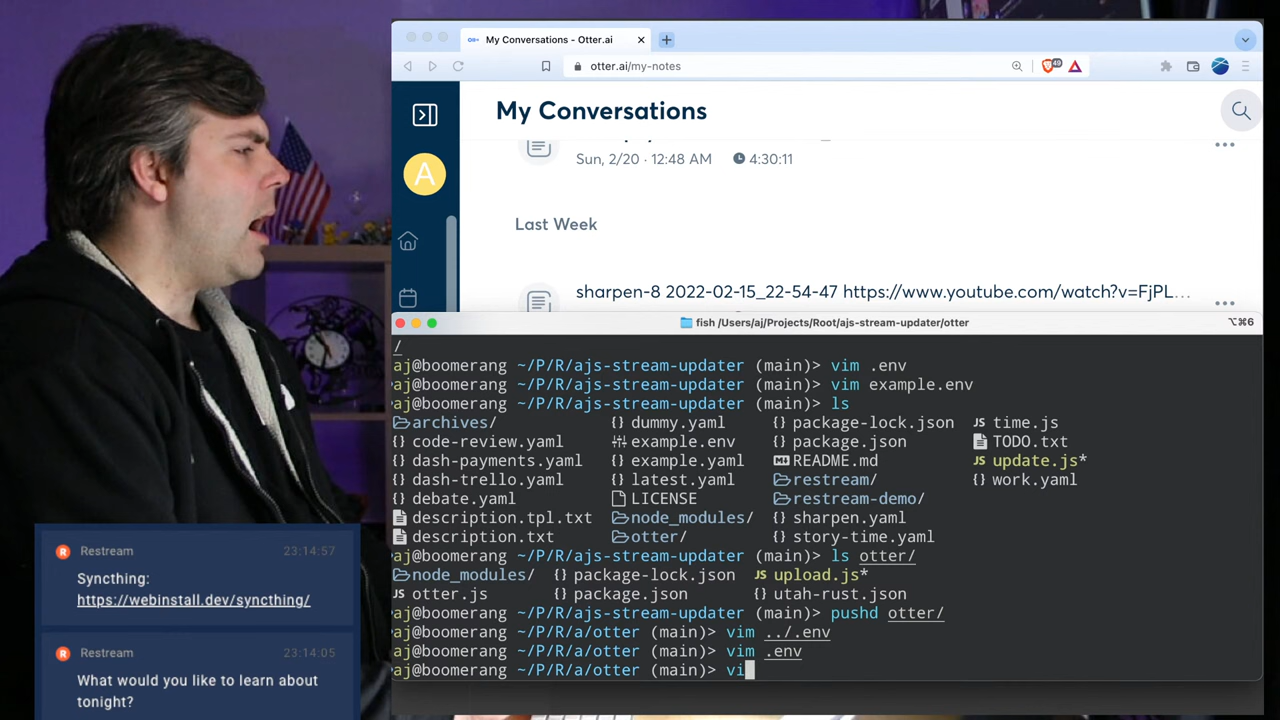 My Conversations - Otter.ai
otter.ai/my-notes
49
My Conversations
A
Sun, 2/20 · 12:48 AM 4:30:11
Last Week
sharpen-8 2022-02-15_22-54-47 https://www.youtube.com/watch?v=FjPL...
fish /Users/aj/Projects/Root/ajs-stream-updater/otter
⌥⌘6
/
aj@boomerang ~/P/R/ajs-stream-updater (main)> vim .env
aj@boomerang ~/P/R/ajs-stream-updater (main)> vim example.env
aj@boomerang ~/P/R/ajs-stream-updater (main)> ls
archives/ {} dummy.yaml {} package-lock.json JS time.js
{} code-review.yaml example.env {} package.json TODO.txt
{} dash-payments.yaml {} example.yaml README.md JS update.js*
{} dash-trello.yaml {} latest.yaml restream/ {} work.yaml
{} debate.yaml LICENSE restream-demo/
description.tpl.txt node_modules/ {} sharpen.yaml
description.txt otter/ {} story-time.yaml
aj@boomerang ~/P/R/ajs-stream-updater (main)> ls otter/
node_modules/ {} package-lock.json JS upload.js*
JS otter.js {} package.json {} utah-rust.json
aj@boomerang ~/P/R/ajs-stream-updater (main)> pushd otter/
aj@boomerang ~/P/R/a/otter (main)> vim ../.env
aj@boomerang ~/P/R/a/otter (main)> vim .env
aj@boomerang ~/P/R/a/otter (main)> vi
R Restream 23:14:57
Syncthing:
https://webinstall.dev/syncthing/
R Restream 23:14:05
What would you like to learn about
tonight?